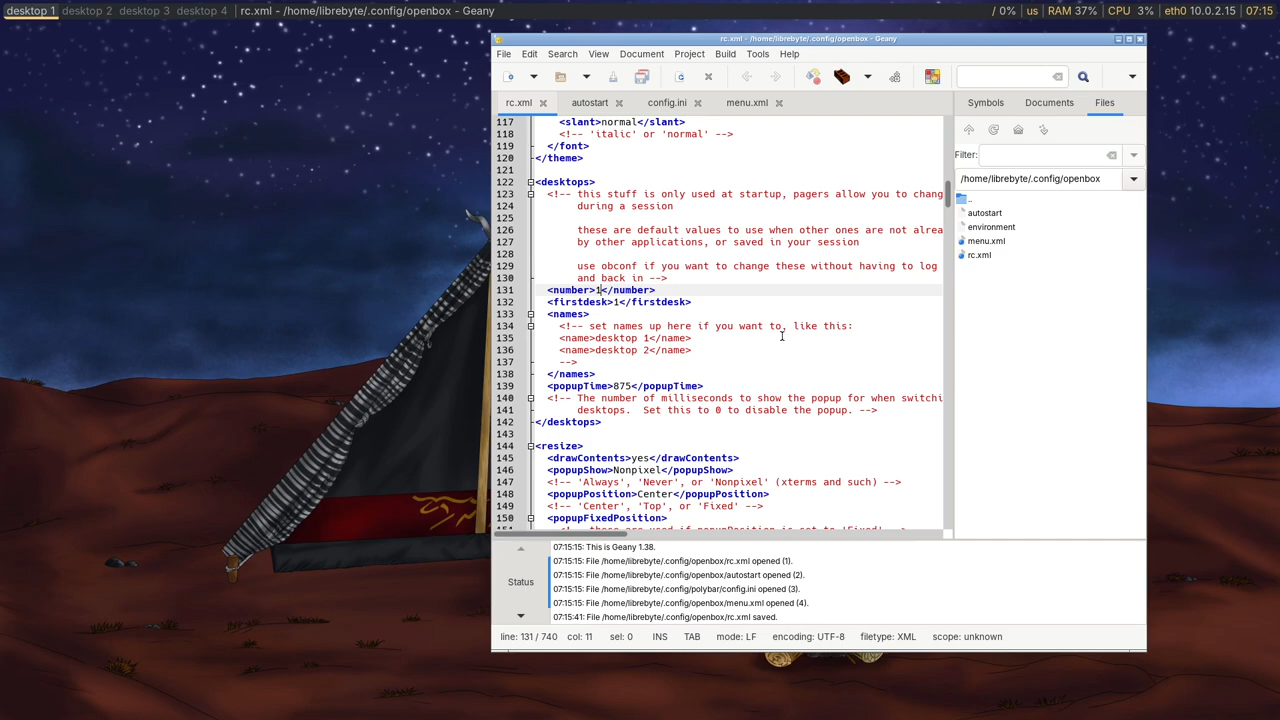 desktop 1 desktop 2 desktop 3 desktop 4 rc.xml - /home/librebyte/.config/openbox - Geany / 0% us RAM 37% CPU 3% eth0 10.0.2.15 07:15
rc.xml - /home/librebyte/.config/openbox - Geany
File Edit Search View Document Project Build Tools Help
rc.xml autostart config.ini menu.xml
117 <slant>normal</slant>
118 <!-- 'italic' or 'normal' -->
119 </font>
120 </theme>
121
122 <desktops>
123 <!-- this stuff is only used at startup, pagers allow you to chang
124 during a session
125
126 these are default values to use when other ones are not alrea
127 by other applications, or saved in your session
128
129 use obconf if you want to change these without having to log
130 and back in -->
131 <number>1</number>
132 <firstdesk>1</firstdesk>
133 <names>
134 <!-- set names up here if you want to, like this:
135 <name>desktop 1</name>
136 <name>desktop 2</name>
137 -->
138 </names>
139 <popupTime>875</popupTime>
140 <!-- The number of milliseconds to show the popup for when switchi
141 desktops. Set this to 0 to disable the popup. -->
142 </desktops>
143
144 <resize>
145 <drawContents>yes</drawContents>
146 <popupShow>Nonpixel</popupShow>
147 <!-- 'Always', 'Never', or 'Nonpixel' (xterms and such) -->
148 <popupPosition>Center</popupPosition>
149 <!-- 'Center', 'Top', or 'Fixed' -->
150 <popupFixedPosition>
Symbols Documents Files
Filter:
/home/librebyte/.config/openbox
..
autostart
environment
menu.xml
rc.xml
Status
07:15:15: This is Geany 1.38.
07:15:15: File /home/librebyte/.config/openbox/rc.xml opened (1).
07:15:15: File /home/librebyte/.config/openbox/autostart opened (2).
07:15:15: File /home/librebyte/.config/polybar/config.ini opened (3).
07:15:15: File /home/librebyte/.config/openbox/menu.xml opened (4).
07:15:41: File /home/librebyte/.config/openbox/rc.xml saved.
line: 131 / 740 col: 11 sel: 0 INS TAB mode: LF encoding: UTF-8 filetype: XML scope: unknown